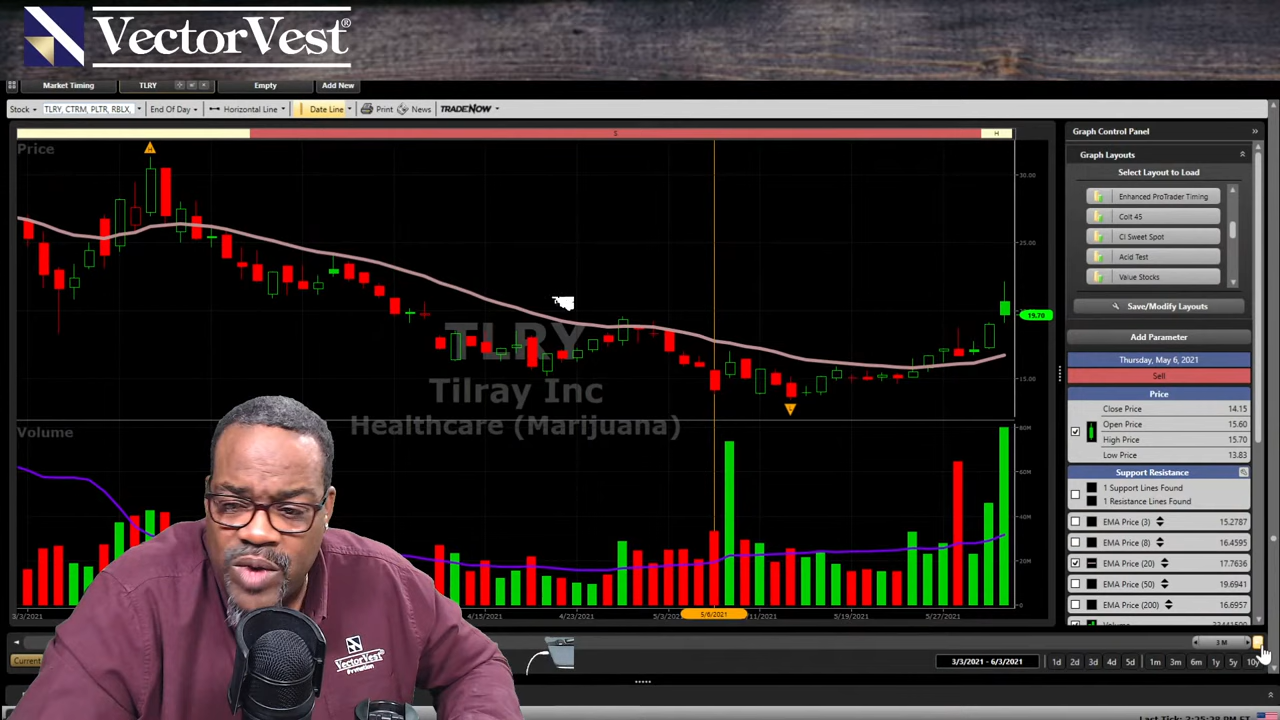 VectorVest®
Market Timing TLRY Empty Add New
Stock TLRY, CTRM, PLTR, RBLX, End Of Day Horizontal Line Date Line Print News TRADENOW
S H
Price
H
30.00
25.00
19.70
15.00
TLRY
Tilray Inc
Healthcare (Marijuana)
L
Volume
80M
60M
40M
20M
0
4/15/2021 4/23/2021 5/6/2021 5/19/2021 5/27/2021
3 M
Current
3/3/2021 - 6/3/2021 1d 2d 3d 4d 5d 1m 3m 6m 1y 5y 10y
Graph Control Panel
Graph Layouts
Select Layout to Load
Enhanced ProTrader Timing
Coit 45
CI Sweet Spot
Acid Test
Value Stocks
Save/Modify Layouts
Add Parameter
Thursday, May 6, 2021
Sell
Price
Close Price 14.15
Open Price 15.60
High Price 15.70
Low Price 13.83
Support Resistance
1 Support Lines Found
1 Resistance Lines Found
EMA Price (3) 15.2787
EMA Price (8) 16.4595
EMA Price (20) 17.7636
EMA Price (50) 19.6941
EMA Price (200) 16.6957
VectorVest